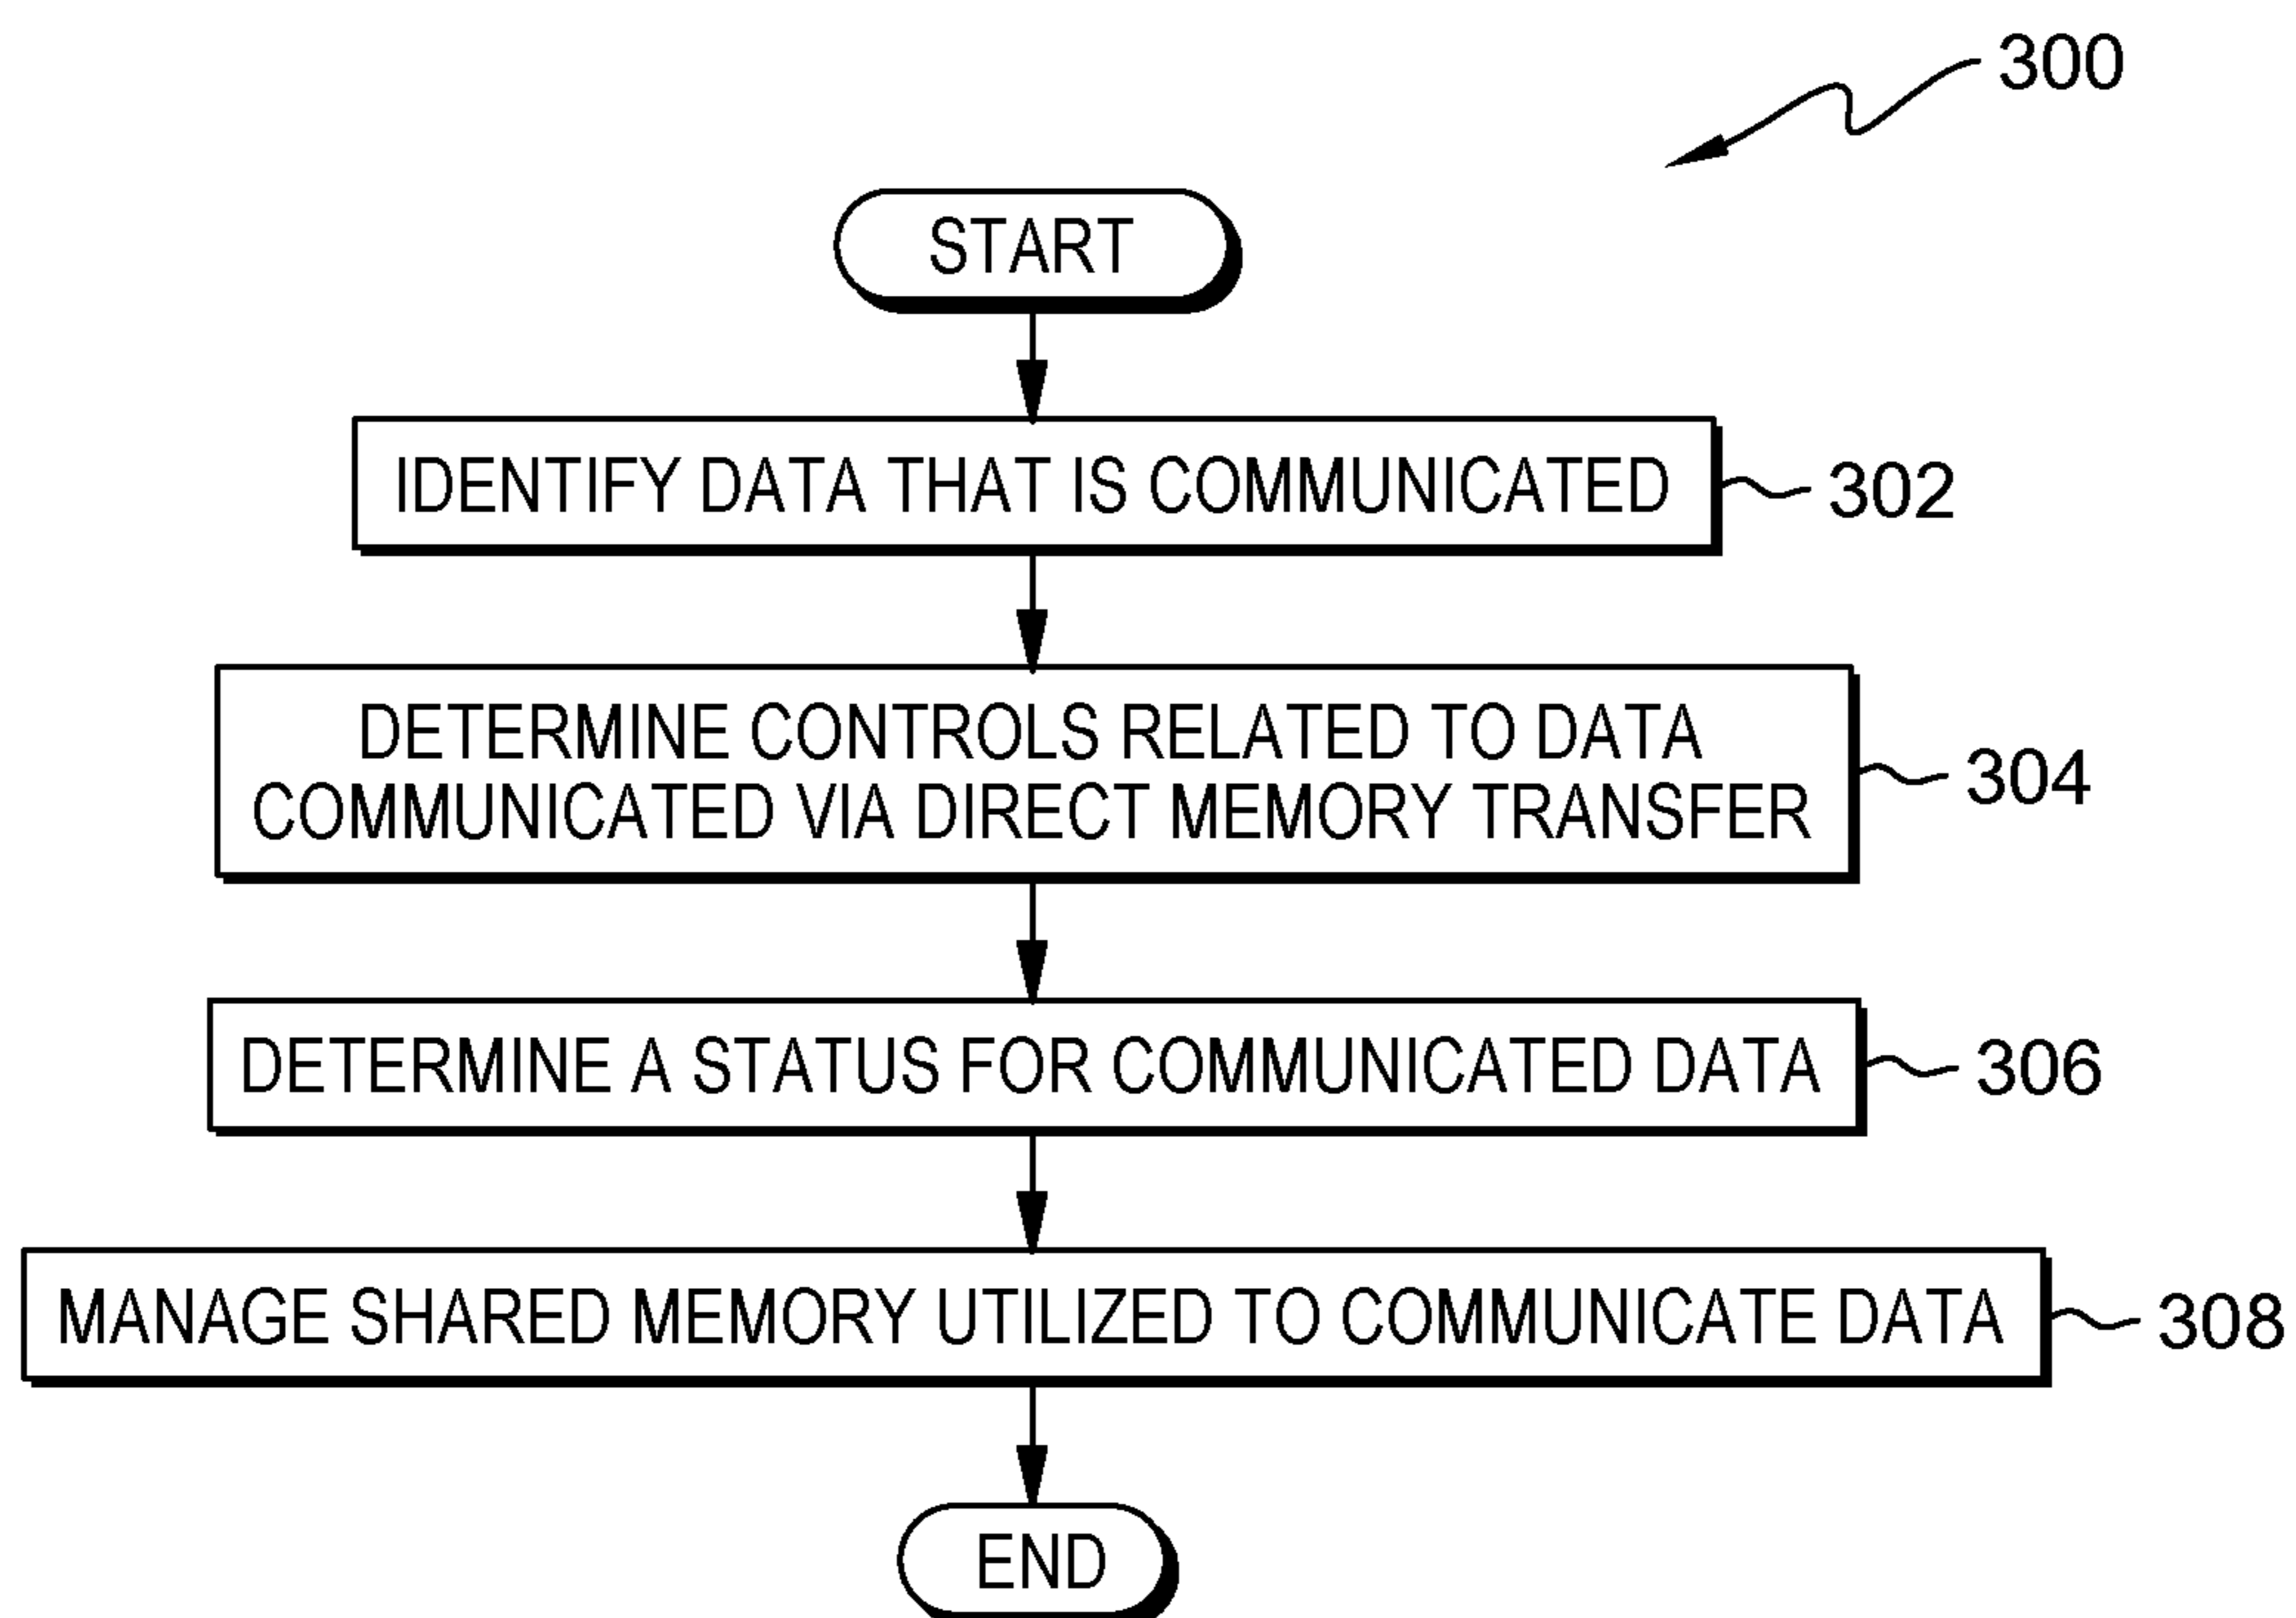 300
START
IDENTIFY DATA THAT IS COMMUNICATED
302
DETERMINE CONTROLS RELATED TO DATA
COMMUNICATED VIA DIRECT MEMORY TRANSFER
304
DETERMINE A STATUS FOR COMMUNICATED DATA
306
MANAGE SHARED MEMORY UTILIZED TO COMMUNICATE DATA
308
END